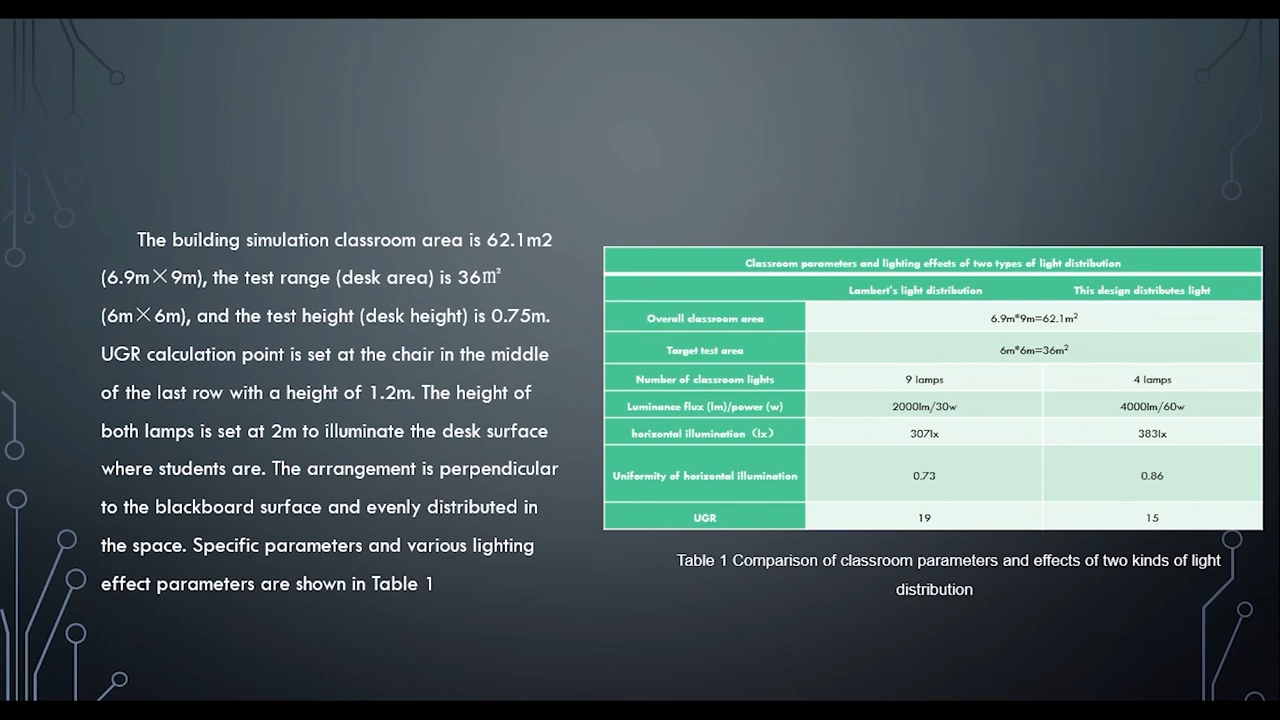 The building simulation classroom area is 62.1m2
(6.9m×9m), the test range (desk area) is 36㎡
(6m×6m), and the test height (desk height) is 0.75m.
UGR calculation point is set at the chair in the middle
of the last row with a height of 1.2m. The height of
both lamps is set at 2m to illuminate the desk surface
where students are. The arrangement is perpendicular
to the blackboard surface and evenly distributed in
the space. Specific parameters and various lighting
effect parameters are shown in Table 1
Classroom parameters and lighting effects of two types of light distribution
Lambert's light distribution This design distributes light
Overall classroom area 6.9m*9m=62.1m²
Target test area 6m*6m=36m²
Number of classroom lights 9 lamps 4 lamps
Luminance flux (lm)/power (w) 2000lm/30w 4000lm/60w
horizontal illumination（lx） 307lx 383lx
Uniformity of horizontal illumination 0.73 0.86
UGR 19 15
Table 1 Comparison of classroom parameters and effects of two kinds of light
distribution